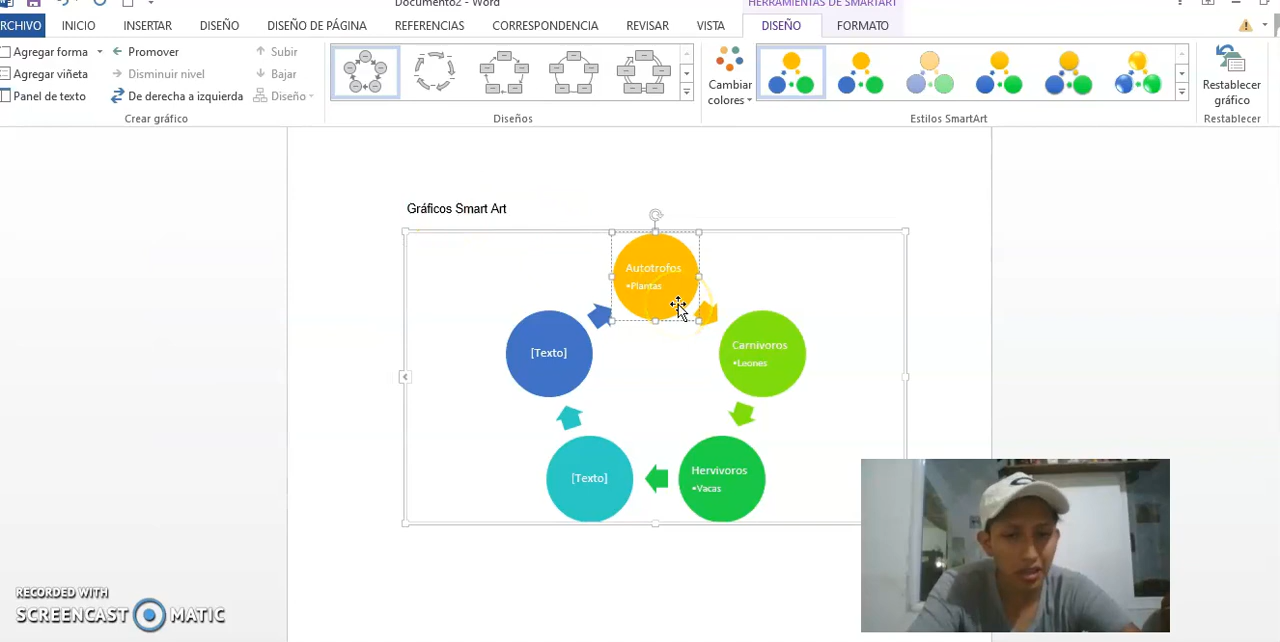 Documento2 - Word
HERRAMIENTAS DE SMARTART
ARCHIVO INICIO INSERTAR DISEÑO DISEÑO DE PÁGINA REFERENCIAS CORRESPONDENCIA REVISAR VISTA DISEÑO FORMATO
Agregar forma Promover Subir
Agregar viñeta Disminuir nivel Bajar
Panel de texto De derecha a izquierda Diseño
Cambiar colores
Restablecer gráfico
Crear gráfico Diseños Estilos SmartArt Restablecer
Gráficos Smart Art
Autotrofos
•Plantas
[Texto]
Carnivoros
•Leones
[Texto]
Hervivoros
•Vacas
RECORDED WITH
SCREENCAST MATIC